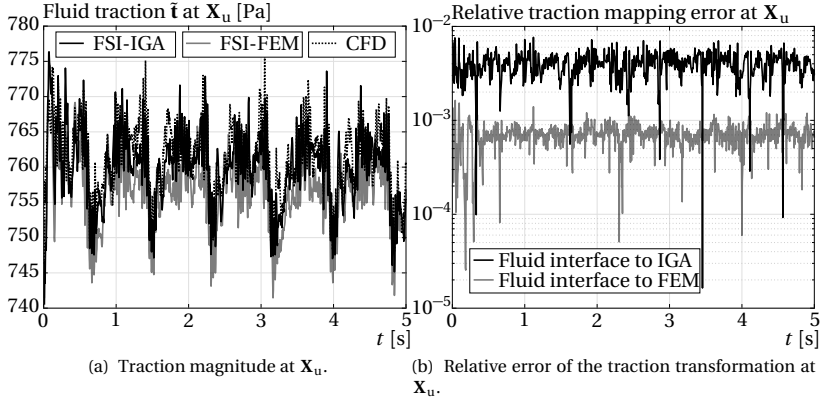 Fluid traction t̃ at Xᵤ [Pa]
FSI-IGA FSI-FEM CFD
780
775
770
765
760
755
750
745
740
0 1 2 3 4 5
t [s]
(a) Traction magnitude at Xᵤ.
Relative traction mapping error at Xᵤ
10⁻²
10⁻³
10⁻⁴
10⁻⁵
Fluid interface to IGA
Fluid interface to FEM
0 1 2 3 4 5
t [s]
(b) Relative error of the traction transformation at
Xᵤ.